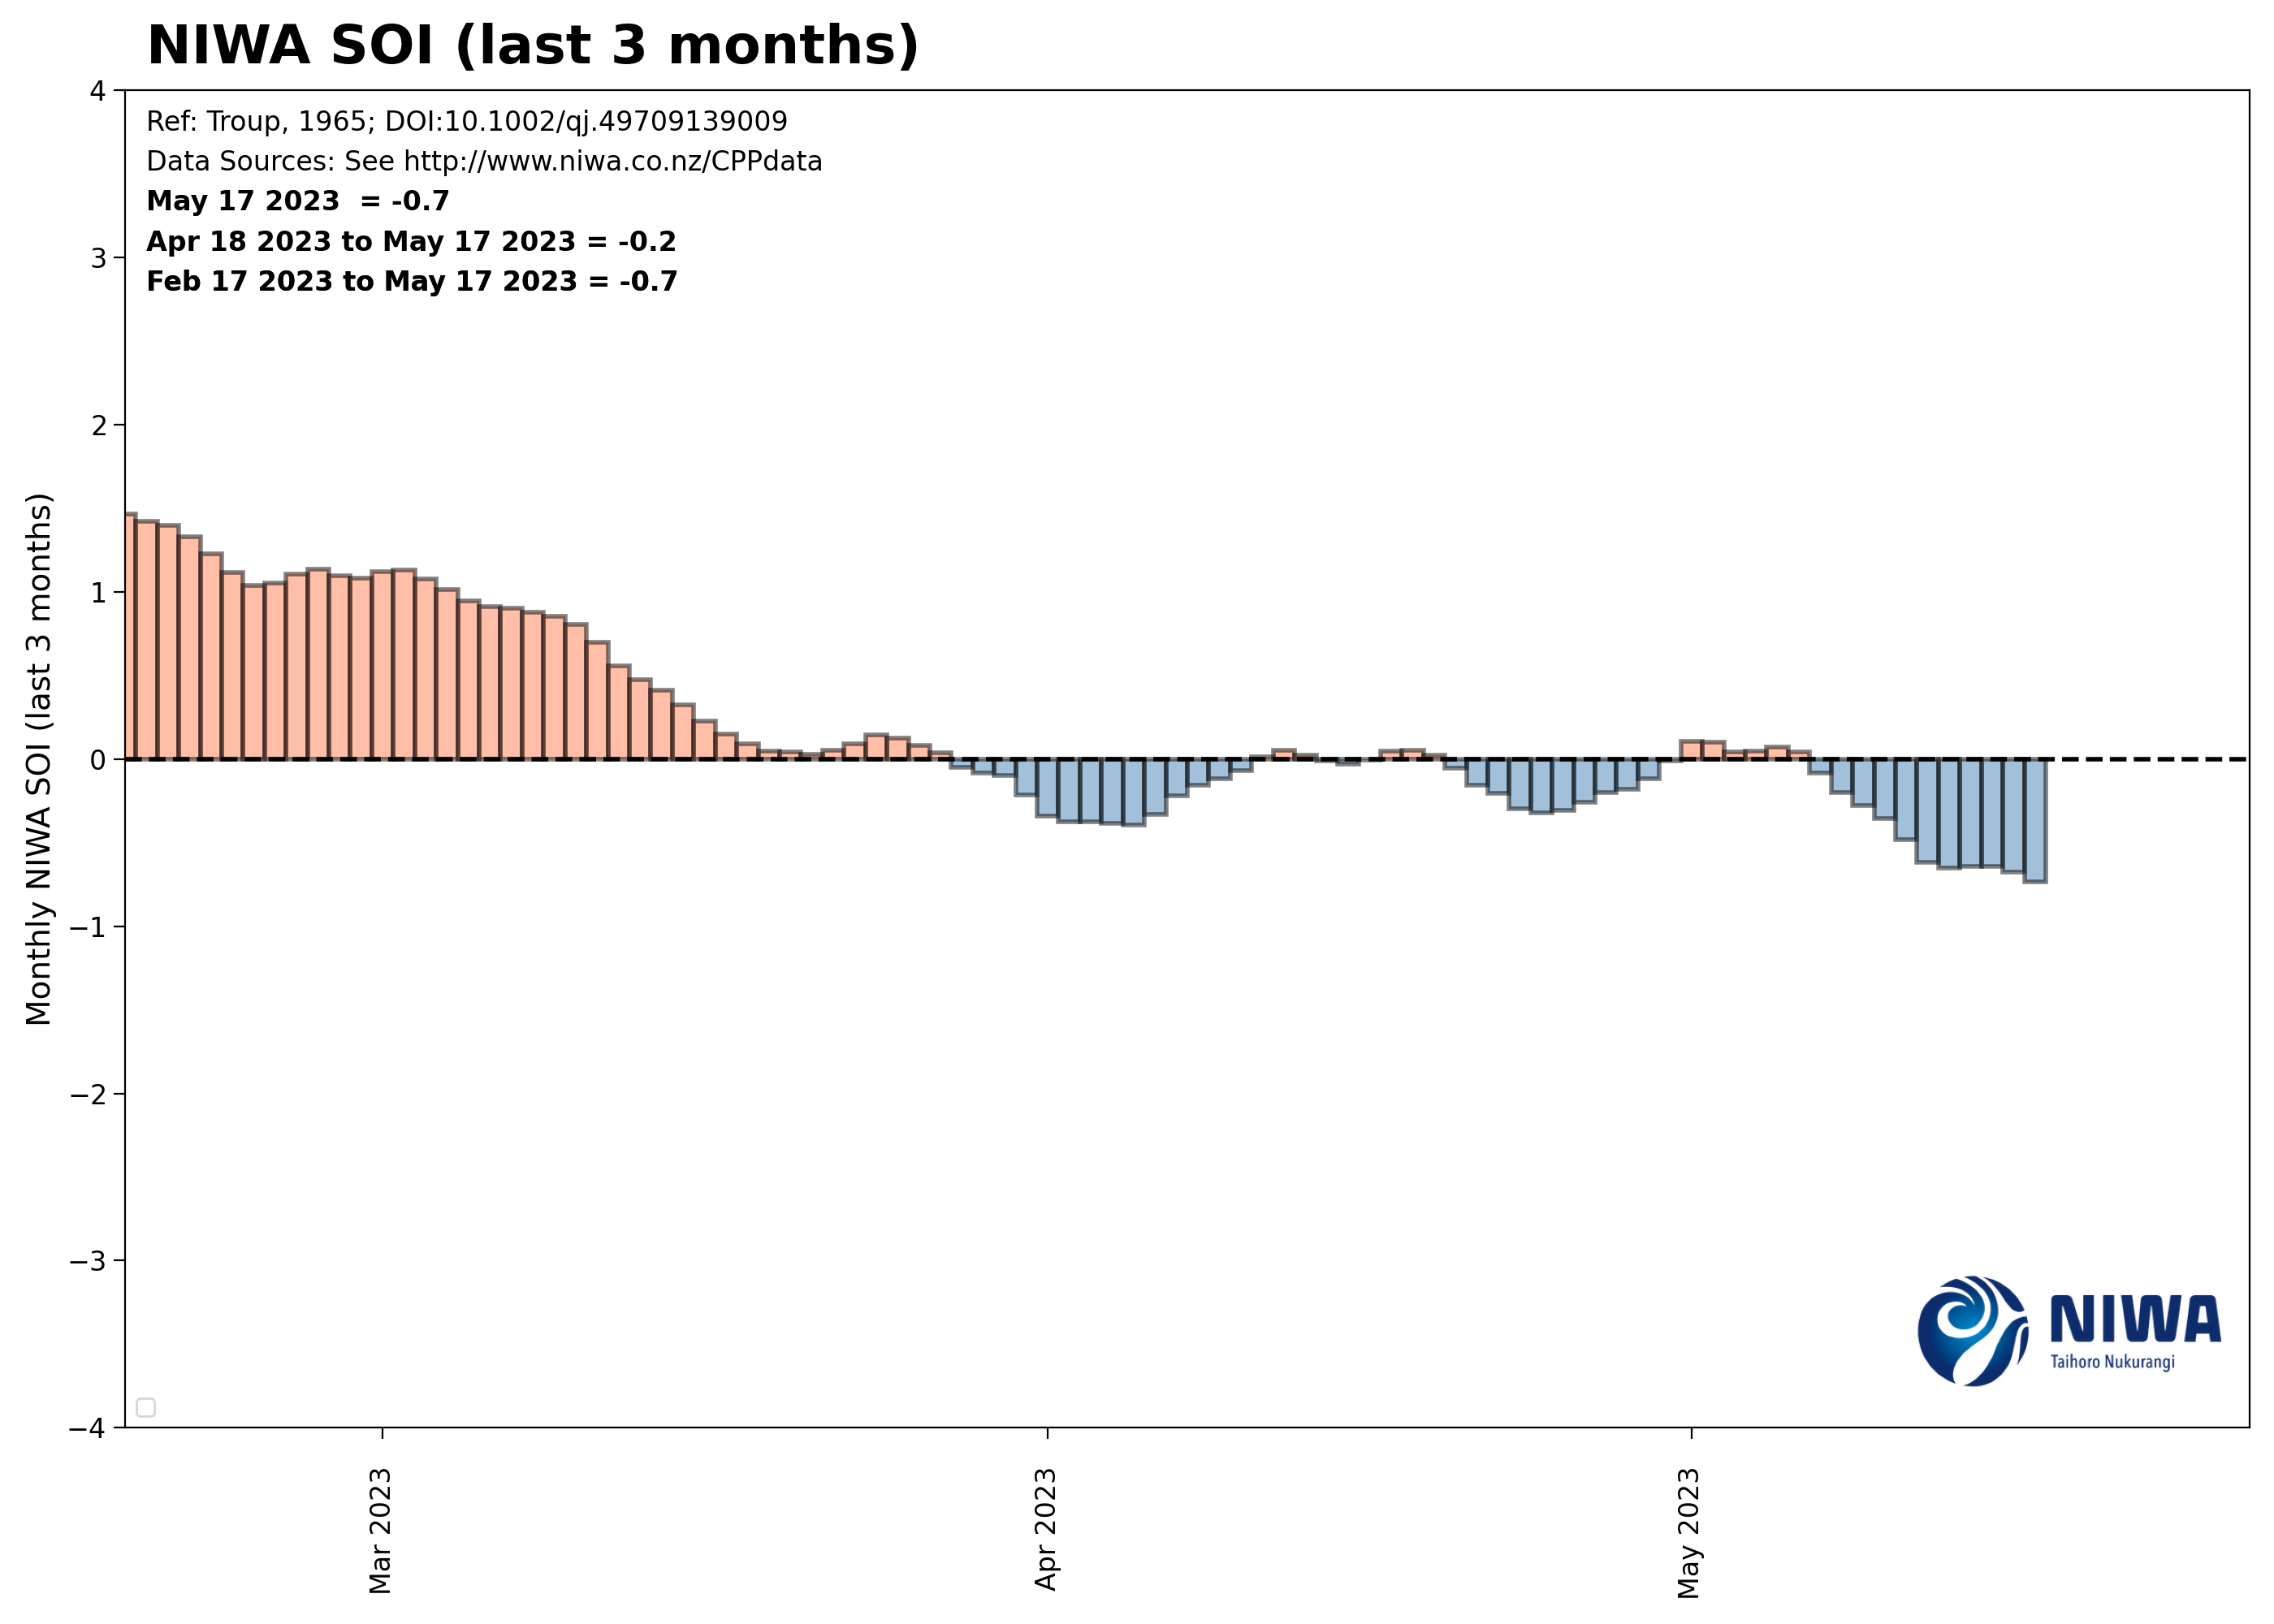 NIWA SOI (last 3 months)
Ref: Troup, 1965; DOI:10.1002/qj.49709139009
Data Sources: See http://www.niwa.co.nz/CPPdata
May 17 2023  = -0.7
Apr 18 2023 to May 17 2023 = -0.2
Feb 17 2023 to May 17 2023 = -0.7
Monthly NIWA SOI (last 3 months)
4
3
2
1
0
−1
−2
−3
−4
Mar 2023
Apr 2023
May 2023
NIWA
Taihoro Nukurangi